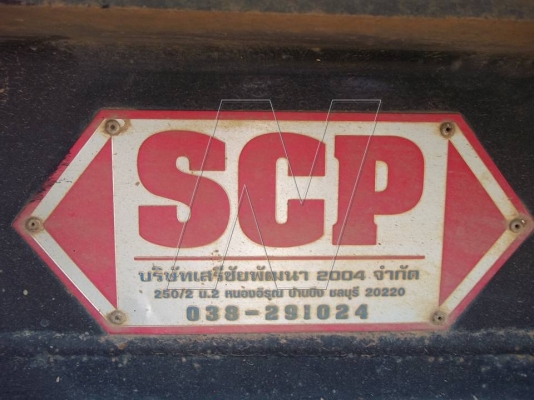 SCP
บริษัทเสรีชัยพัฒนา 2004 จำกัด
250/2 ม.2 หนองอิรุณ บ้านบึง ชลบุรี 20220
038-291024